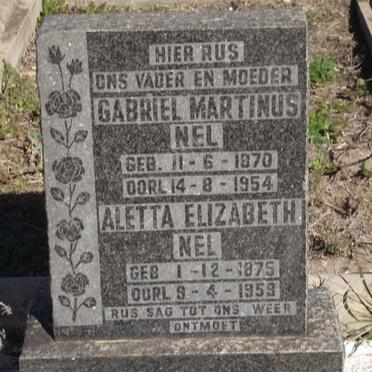 HIER RUS
ONS VADER EN MOEDER
GABRIEL MARTINUS
NEL
GEB. 11-6-1870
OORL 14-8-1954
ALETTA ELIZABETH
NEL
GEB 1-12-1875
OORL 9-4-1959
RUS SAG TOT ONS WEER
ONTMOET